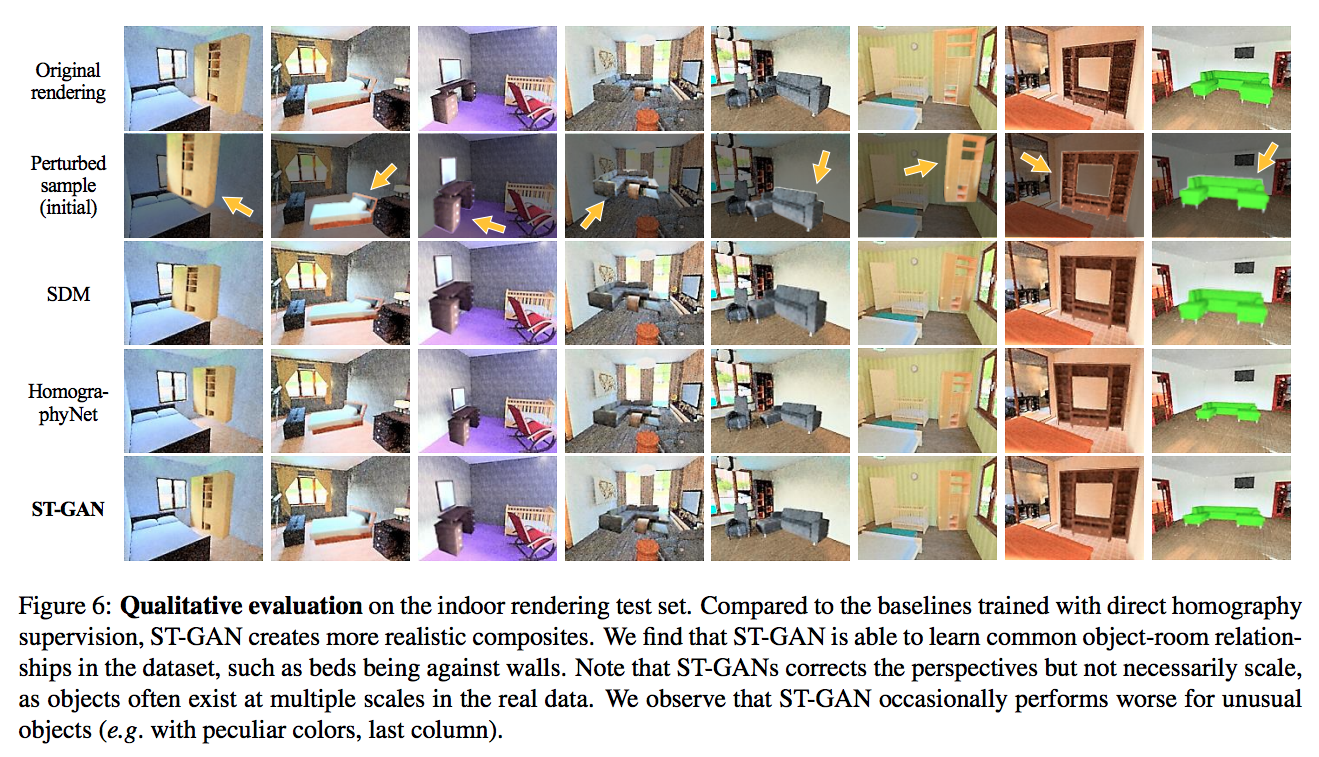 Original
rendering
Perturbed
sample
(initial)
SDM
Homogra-
phyNet
ST-GAN
Figure 6: Qualitative evaluation on the indoor rendering test set. Compared to the baselines trained with direct homography
supervision, ST-GAN creates more realistic composites. We find that ST-GAN is able to learn common object-room relation-
ships in the dataset, such as beds being against walls. Note that ST-GANs corrects the perspectives but not necessarily scale,
as objects often exist at multiple scales in the real data. We observe that ST-GAN occasionally performs worse for unusual
objects (e.g. with peculiar colors, last column).